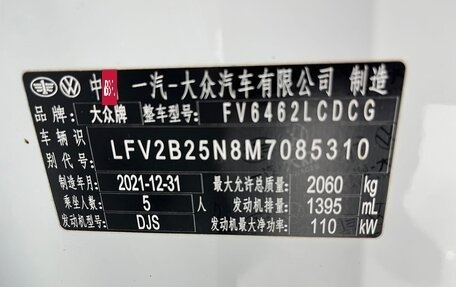 中 一汽-大众汽车有限公司 制造
品牌: 大众牌 整车型号: FV6462LCDCG
车辆识别代号: LFV2B25N8M7085310
制造年月: 2021-12-31 最大允许总质量: 2060 kg
乘坐人数: 5 人 发动机排量: 1395 mL
发动机型号: DJS 发动机最大净功率: 110 kW